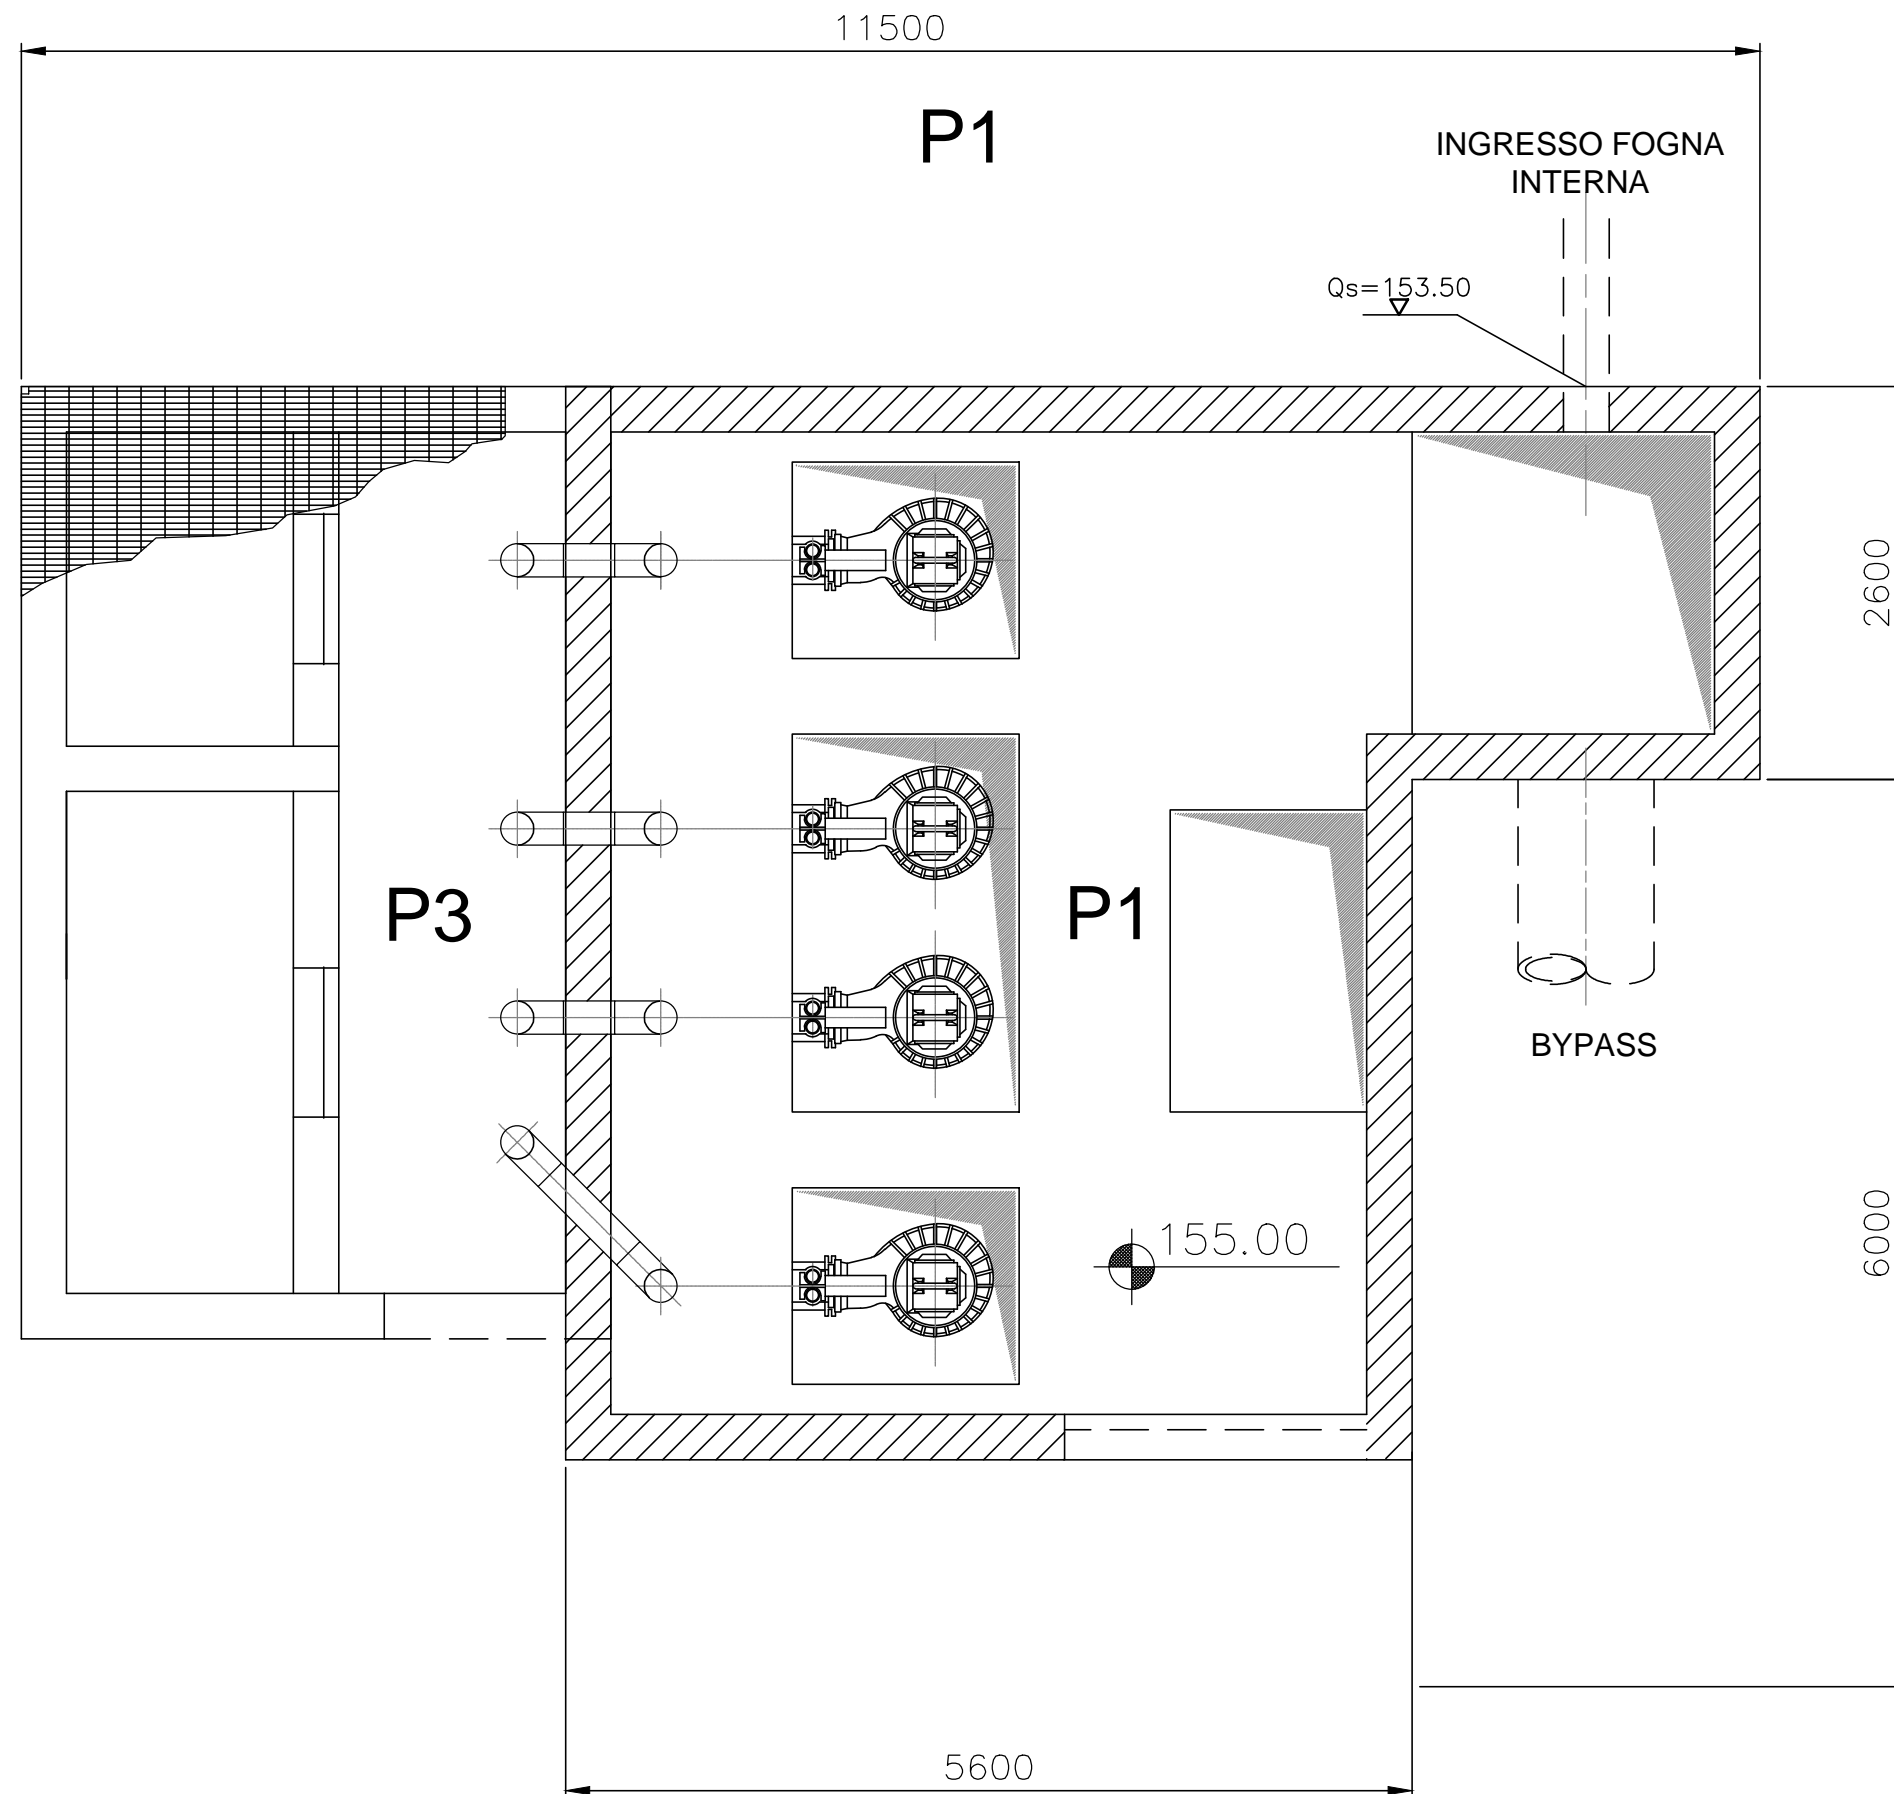 11500
P1
INGRESSO FOGNA
INTERNA
Qs=153.50
2600
P3
P1
BYPASS
155.00
6000
5600